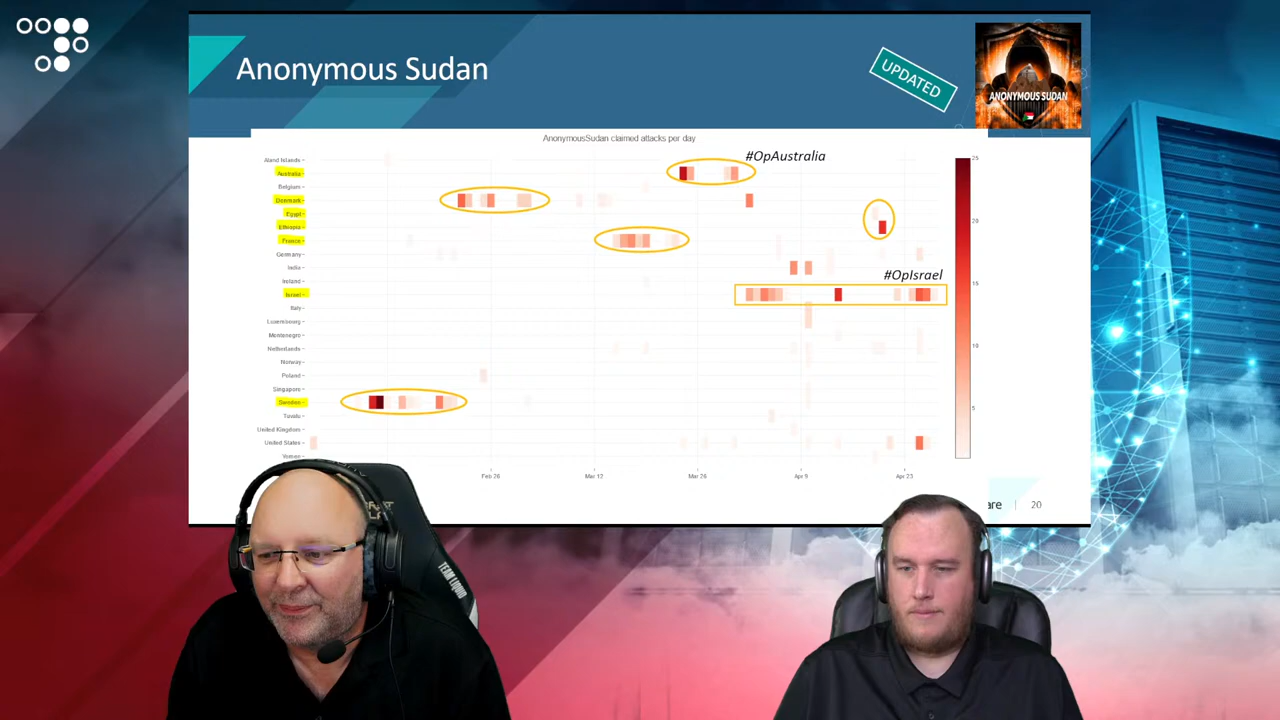 Anonymous Sudan
UPDATED
ANONYMOUS SUDAN
AnonymousSudan claimed attacks per day
#OpAustralia
#OpIsrael
Aland Islands
Australia
Belgium
Denmark
Egypt
Ethiopia
France
Germany
India
Ireland
Israel
Italy
Luxembourg
Montenegro
Netherlands
Norway
Poland
Singapore
Sweden
Tuvalu
United Kingdom
United States
Yemen
25
20
15
10
5
Feb 26
Mar 12
Mar 26
Apr 9
Apr 23
are | 20
TEAM LIQUID